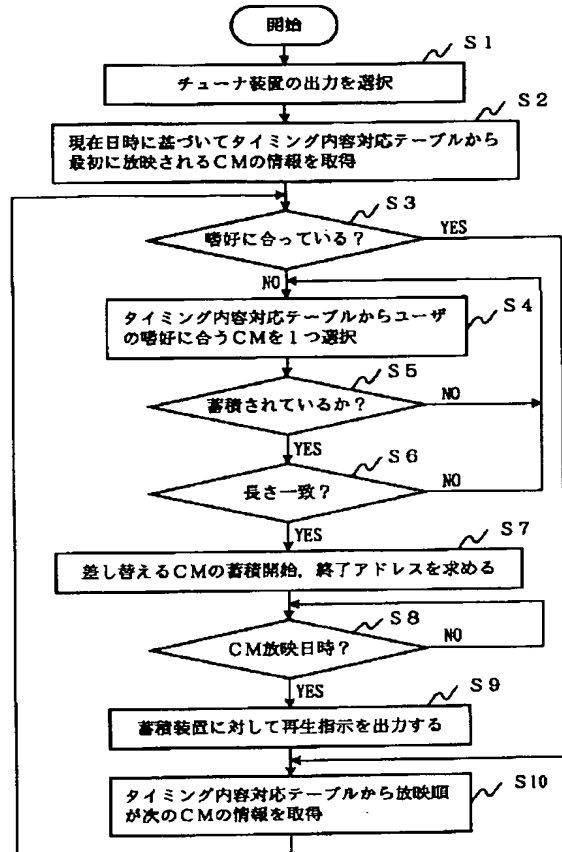 開始
S1
チューナ装置の出力を選択
S2
現在日時に基づいてタイミング内容対応テーブルから
最初に放映されるCMの情報を取得
S3
嗜好に合っている?
YES
NO
S4
タイミング内容対応テーブルからユーザ
の嗜好に合うCMを1つ選択
S5
蓄積されているか?
NO
YES
S6
長さ一致?
NO
YES
S7
差し替えるCMの蓄積開始,終了アドレスを求める
S8
CM放映日時?
NO
YES
S9
蓄積装置に対して再生指示を出力する
S10
タイミング内容対応テーブルから放映順
が次のCMの情報を取得